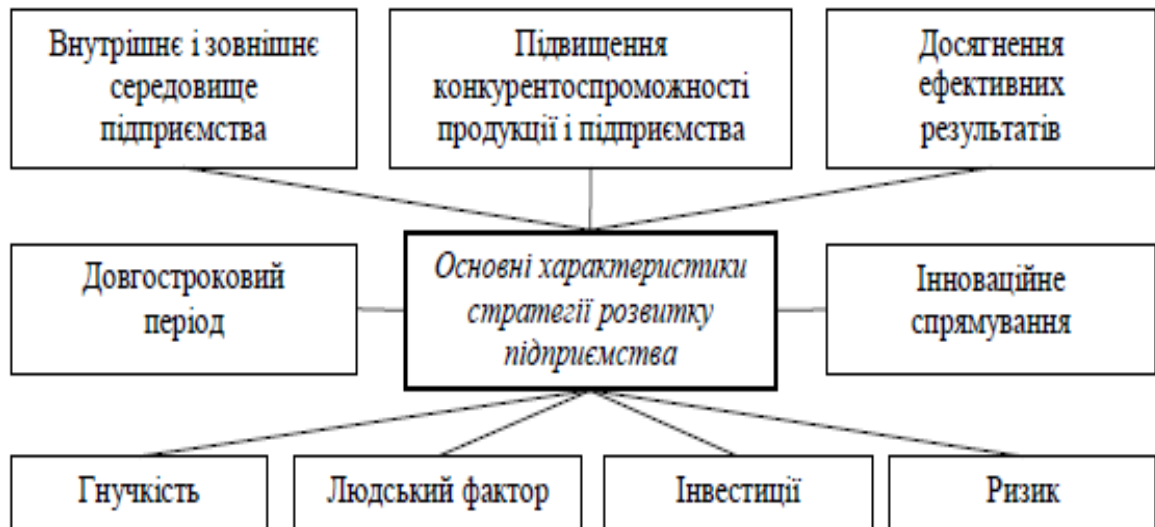 Внутрішнє і зовнішнє
середовище
підприємства
Підвищення
конкурентоспроможності
продукції і підприємства
Досягнення
ефективних
результатів
Довгостроковий
період
Основні характеристики
стратегії розвитку
підприємства
Інноваційне
спрямування
Гнучкість
Людський фактор
Інвестиції
Ризик